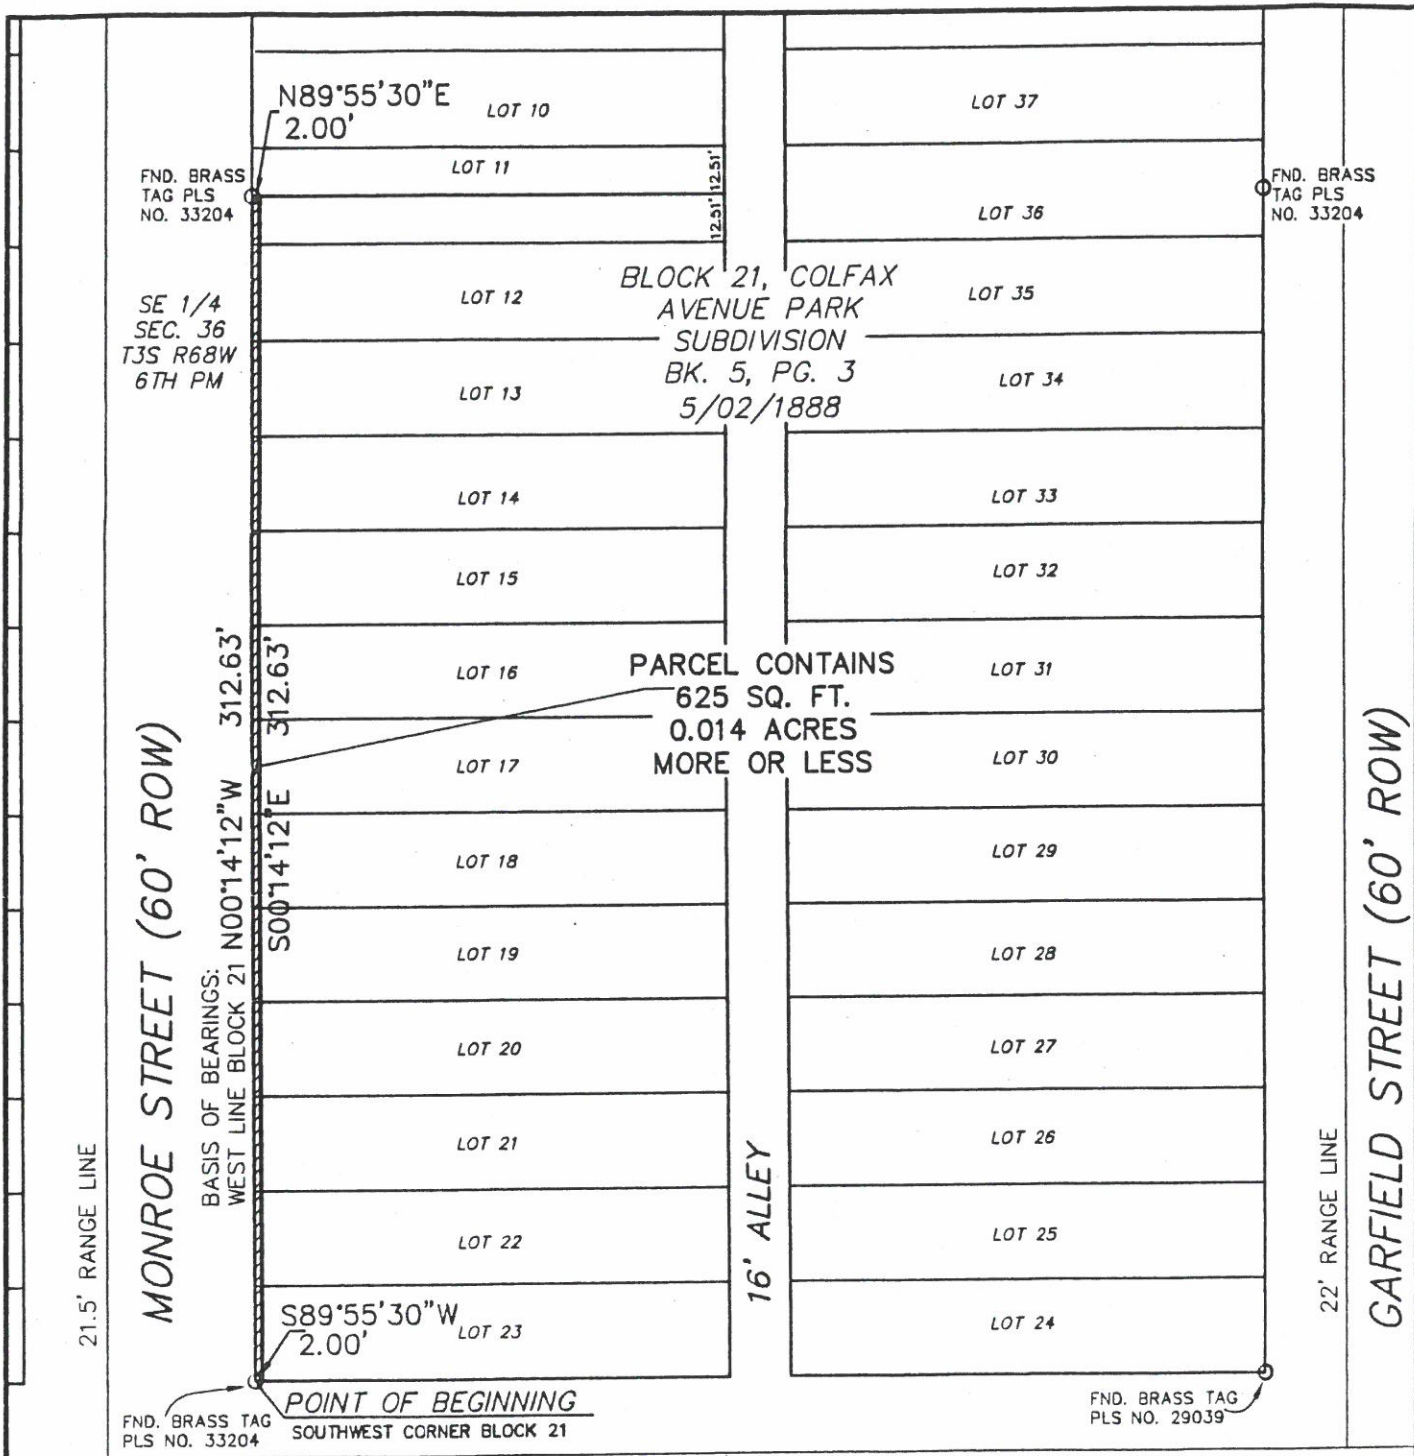 N89°55'30"E
2.00'
LOT 10
LOT 37
FND. BRASS
TAG PLS
NO. 33204
LOT 11
12.51'
12.51'
LOT 36
FND. BRASS
TAG PLS
NO. 33204
SE 1/4
SEC. 36
T3S R68W
6TH PM
LOT 12
BLOCK 21, COLFAX
AVENUE PARK
SUBDIVISION
BK. 5, PG. 3
5/02/1888
LOT 35
LOT 13
LOT 34
LOT 14
LOT 33
LOT 15
LOT 32
LOT 16
PARCEL CONTAINS
625 SQ. FT.
0.014 ACRES
MORE OR LESS
LOT 31
LOT 17
LOT 30
LOT 18
LOT 29
LOT 19
LOT 28
LOT 20
LOT 27
LOT 21
LOT 26
LOT 22
LOT 25
LOT 23
LOT 24
21.5' RANGE LINE
MONROE STREET (60' ROW)
BASIS OF BEARINGS:
WEST LINE BLOCK 21 N00°14'12"W 312.63'
S00°14'12"E 312.63'
16' ALLEY
22' RANGE LINE
GARFIELD STREET (60' ROW)
S89°55'30"W
2.00'
POINT OF BEGINNING
SOUTHWEST CORNER BLOCK 21
FND. BRASS TAG
PLS NO. 33204
FND. BRASS TAG
PLS NO. 29039